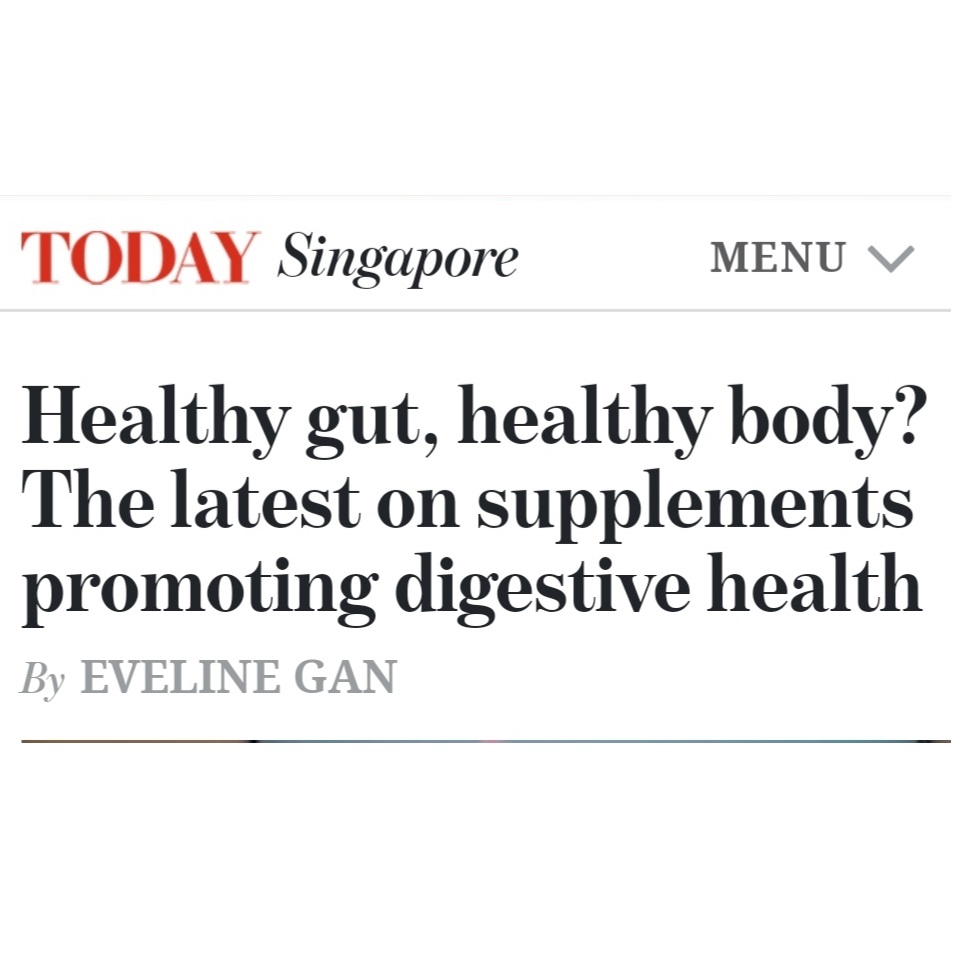 TODAY Singapore MENU
Healthy gut, healthy body?
The latest on supplements
promoting digestive health
By EVELINE GAN